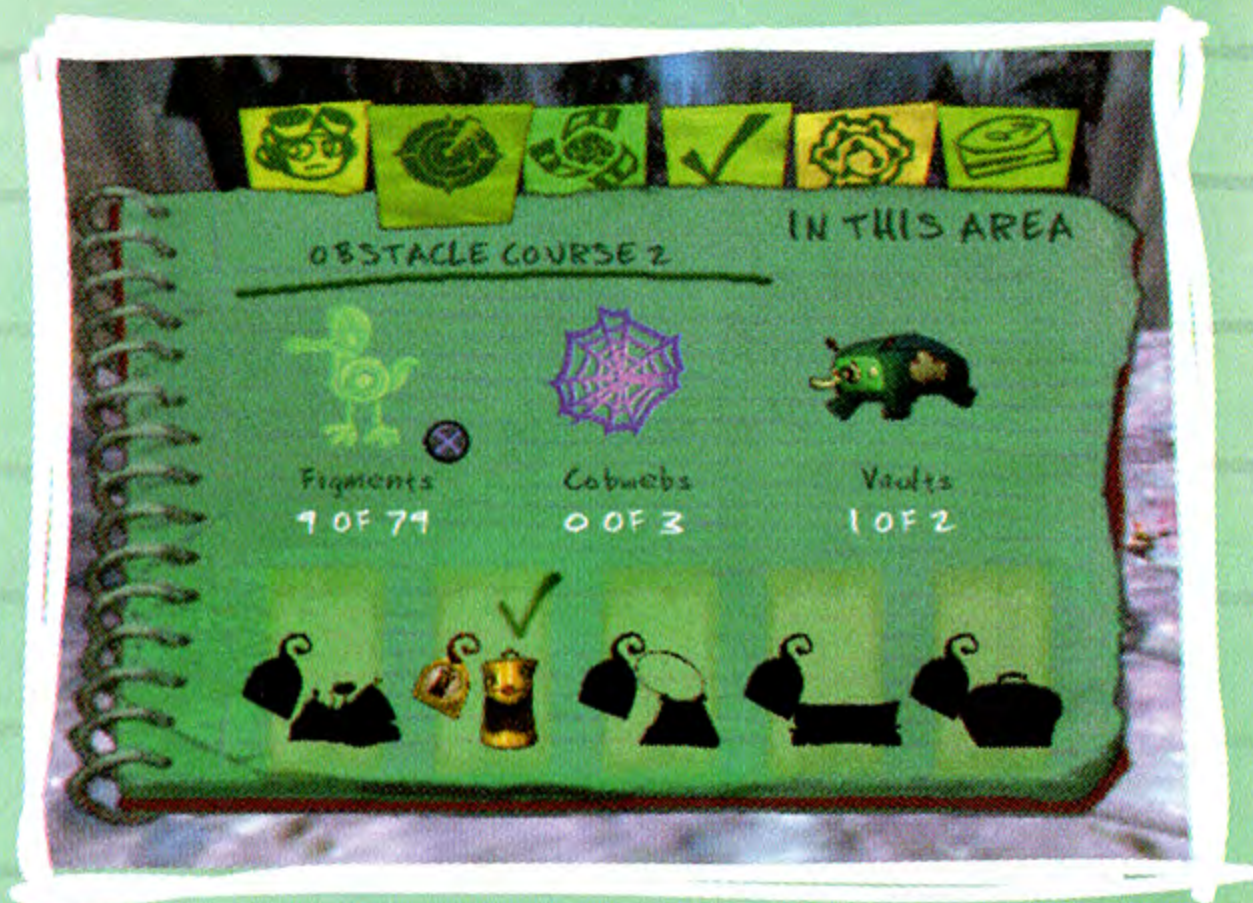 IN THIS AREA
OBSTACLE COURSE 2
Figments
Cobwebs
Vaults
9 OF 79
0 OF 3
1 OF 2